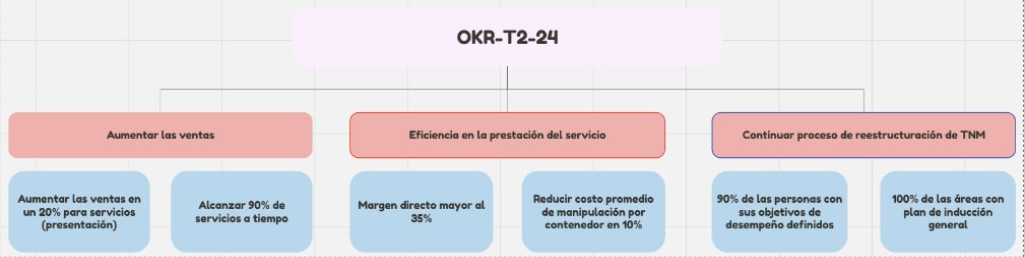 OKR-T2-24
Aumentar las ventas
Eficiencia en la prestación del servicio
Continuar proceso de reestructuración de TNM
Aumentar las ventas en
un 20% para servicios
(presentación)
Alcanzar 90% de
servicios a tiempo
Margen directo mayor al
35%
Reducir costo promedio
de manipulación por
contenedor en 10%
90% de las personas con
sus objetivos de
desempeño definidos
100% de las áreas con
plan de inducción
general